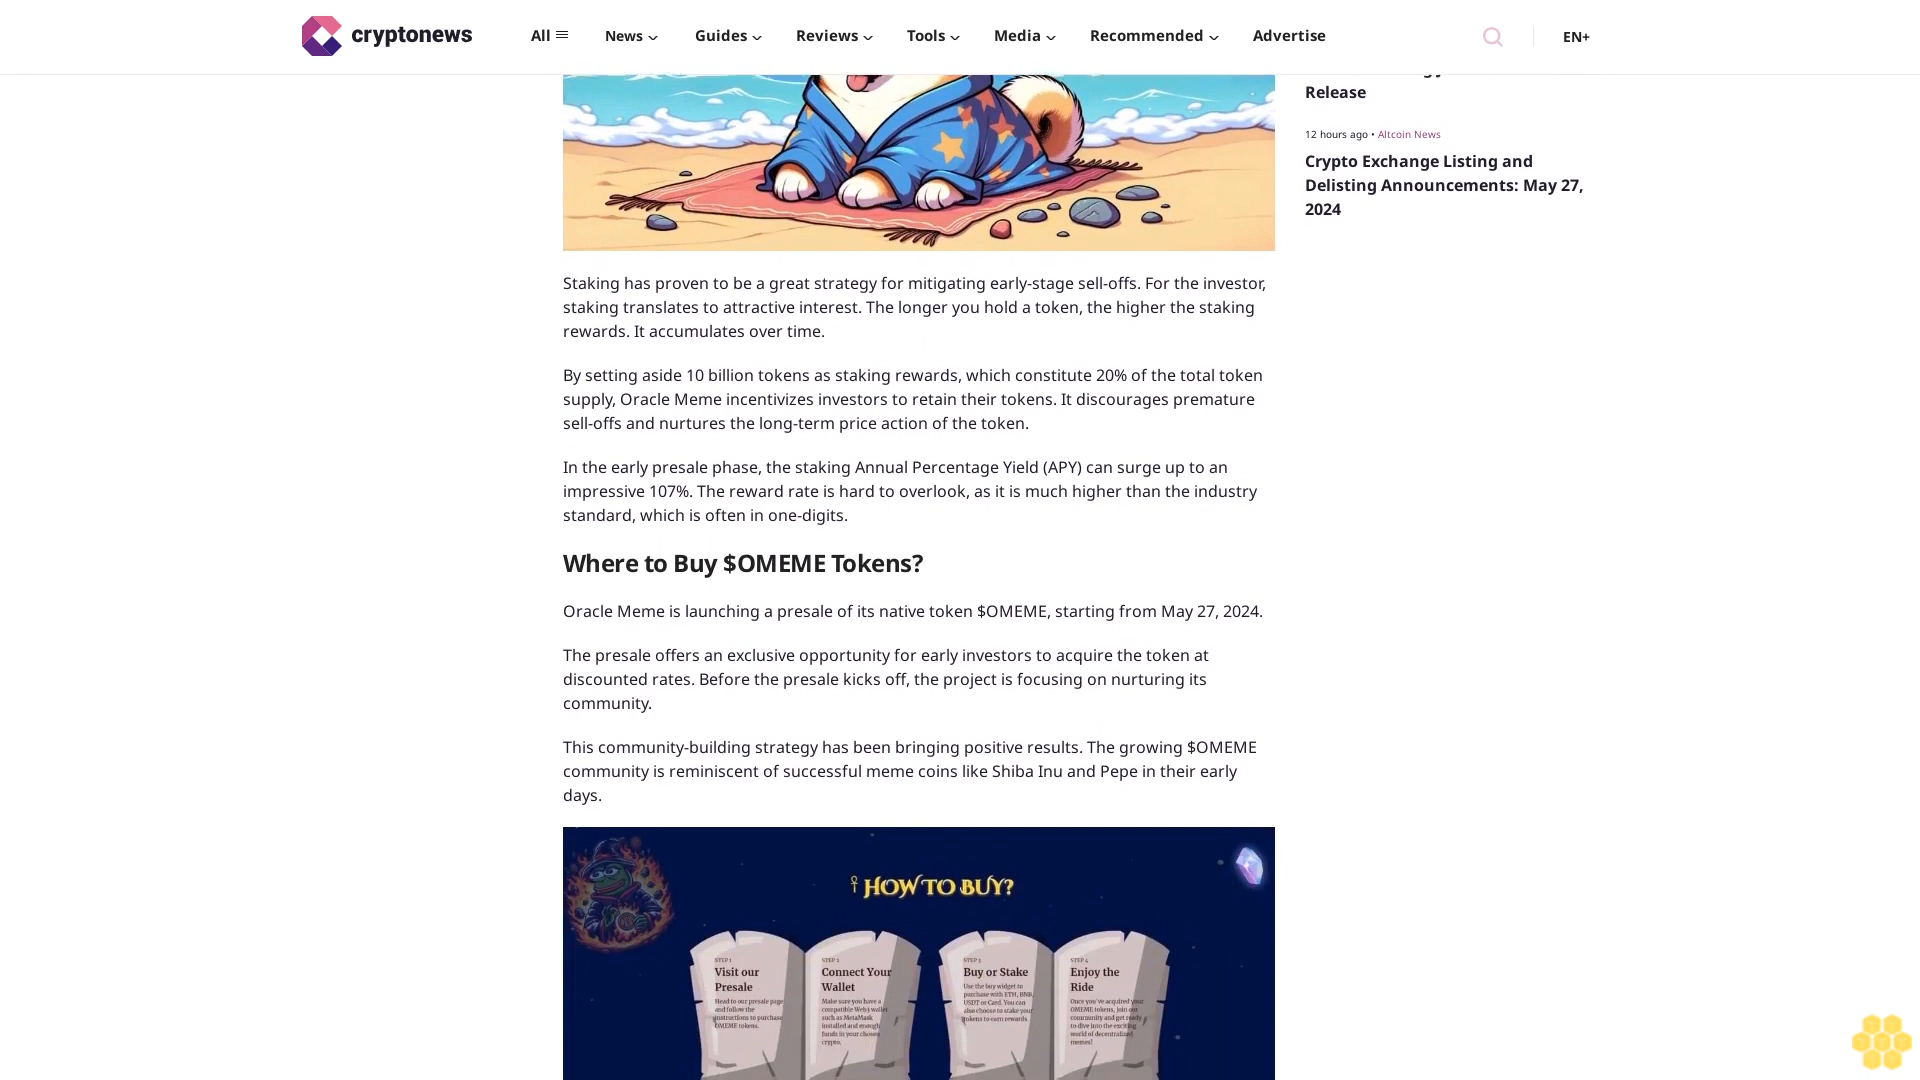 cryptonews
All
News
Guides
Reviews
Tools
Media
Recommended
Advertise
EN+
Release
12 hours ago • Altcoin News
Crypto Exchange Listing and
Delisting Announcements: May 27,
2024
Staking has proven to be a great strategy for mitigating early-stage sell-offs. For the investor,
staking translates to attractive interest. The longer you hold a token, the higher the staking
rewards. It accumulates over time.
By setting aside 10 billion tokens as staking rewards, which constitute 20% of the total token
supply, Oracle Meme incentivizes investors to retain their tokens. It discourages premature
sell-offs and nurtures the long-term price action of the token.
In the early presale phase, the staking Annual Percentage Yield (APY) can surge up to an
impressive 107%. The reward rate is hard to overlook, as it is much higher than the industry
standard, which is often in one-digits.
Where to Buy $OMEME Tokens?
Oracle Meme is launching a presale of its native token $OMEME, starting from May 27, 2024.
The presale offers an exclusive opportunity for early investors to acquire the token at
discounted rates. Before the presale kicks off, the project is focusing on nurturing its
community.
This community-building strategy has been bringing positive results. The growing $OMEME
community is reminiscent of successful meme coins like Shiba Inu and Pepe in their early
days.
HOW TO BUY?
STEP 1
Visit our
Presale
Head to our presale page
and follow the
instructions to purchase
OMEME tokens.
STEP 2
Connect Your
Wallet
Make sure you have a
compatible Web3 wallet
such as MetaMask
installed and enough
funds in your chosen
crypto.
STEP 3
Buy or Stake
Use the buy widget to
purchase with ETH, BNB,
USDT or Card. You can
also choose to stake your
tokens to earn rewards.
STEP 4
Enjoy the
Ride
Once you've acquired your
OMEME tokens, join our
community and get ready
to dive into the exciting
world of decentralized
memes!